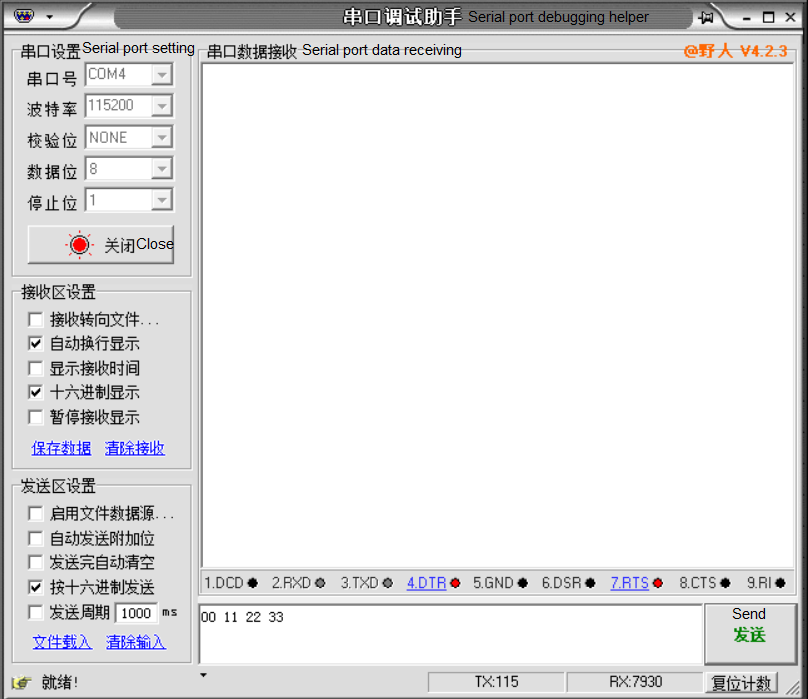 串口调试助手 Serial port debugging helper
串口设置 Serial port setting
串口号 COM4
波特率 115200
校验位 NONE
数据位 8
停止位 1
关闭Close
接收区设置
接收转向文件...
自动换行显示
显示接收时间
十六进制显示
暂停接收显示
保存数据 清除接收
发送区设置
启用文件数据源...
自动发送附加位
发送完自动清空
按十六进制发送
发送周期 1000 ms
文件载入 清除输入
串口数据接收 Serial port data receiving
@野人 V4.2.3
1.DCD 2.RXD 3.TXD 4.DTR 5.GND 6.DSR 7.RTS 8.CTS 9.RI
00 11 22 33
Send
发送
就绪! TX:115 RX:7930 复位计数